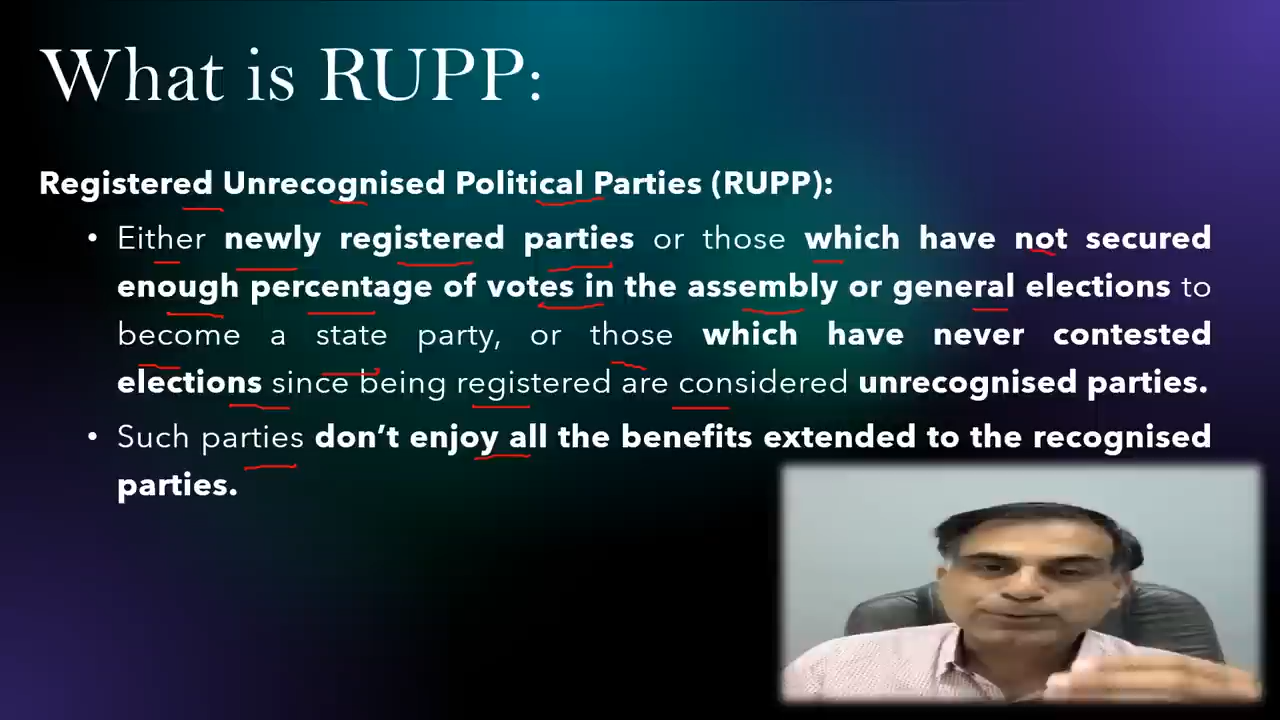 What is RUPP:
Registered Unrecognised Political Parties (RUPP):
• Either newly registered parties or those which have not secured
enough percentage of votes in the assembly or general elections to
become a state party, or those which have never contested
elections since being registered are considered unrecognised parties.
• Such parties don’t enjoy all the benefits extended to the recognised
parties.